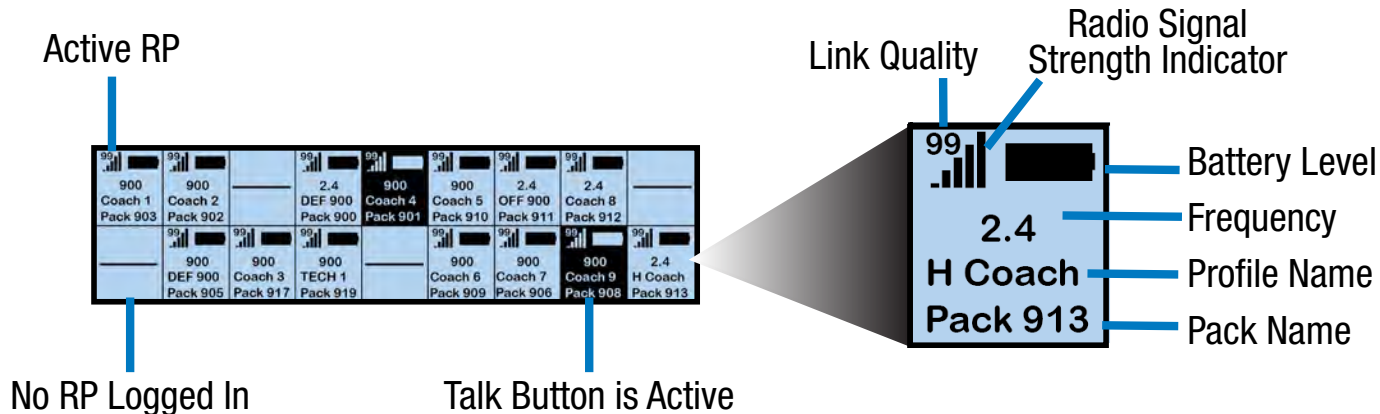 Active RP
Link Quality
Radio Signal
Strength Indicator
99 99 99 99 99 99 99
900 900 2.4 900 900 2.4 2.4
Coach 1 Coach 2 DEF 900 Coach 4 Coach 5 OFF 900 Coach 8
Pack 903 Pack 902 Pack 900 Pack 901 Pack 910 Pack 911 Pack 912
99 99 99 99 99 99 99
900 900 900 900 900 900 2.4
DEF 900 Coach 3 TECH 1 Coach 6 Coach 7 Coach 9 H Coach
Pack 905 Pack 917 Pack 919 Pack 909 Pack 906 Pack 908 Pack 913
99
2.4
H Coach
Pack 913
Battery Level
Frequency
Profile Name
Pack Name
No RP Logged In
Talk Button is Active